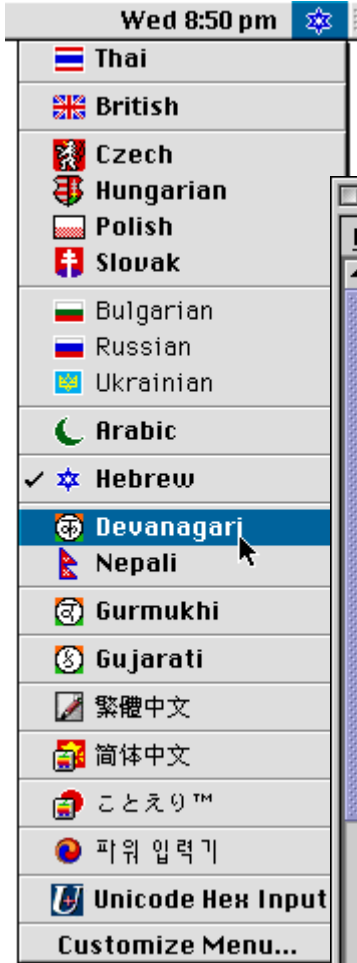 Wed 8:50 pm
Thai
British
Czech
Hungarian
Polish
Slovak
Bulgarian
Russian
Ukrainian
Arabic
✓ Hebrew
Devanagari
Nepali
Gurmukhi
Gujarati
繁體中文
简体中文
ことえり™
파워 입력기
Unicode Hex Input
Customize Menu...